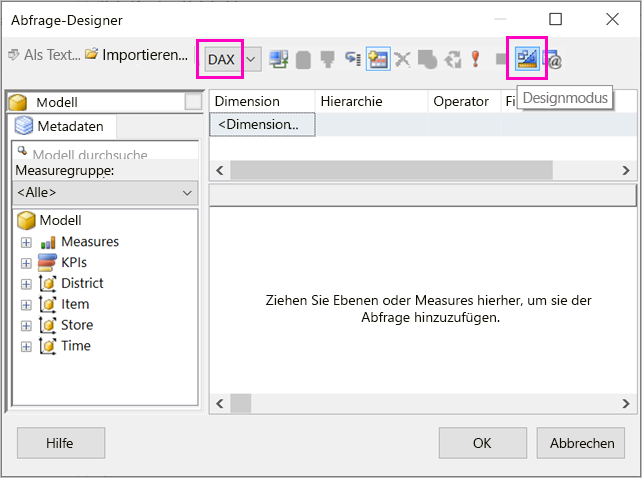 Abfrage-Designer
Als Text... Importieren... DAX
Designmodus
Modell
Metadaten
Modell durchsuche
Measuregruppe:
<Alle>
Modell
Measures
KPIs
District
Item
Store
Time
Dimension Hierarchie Operator Fi
<Dimension...
Ziehen Sie Ebenen oder Measures hierher, um sie der
Abfrage hinzuzufügen.
Hilfe OK Abbrechen